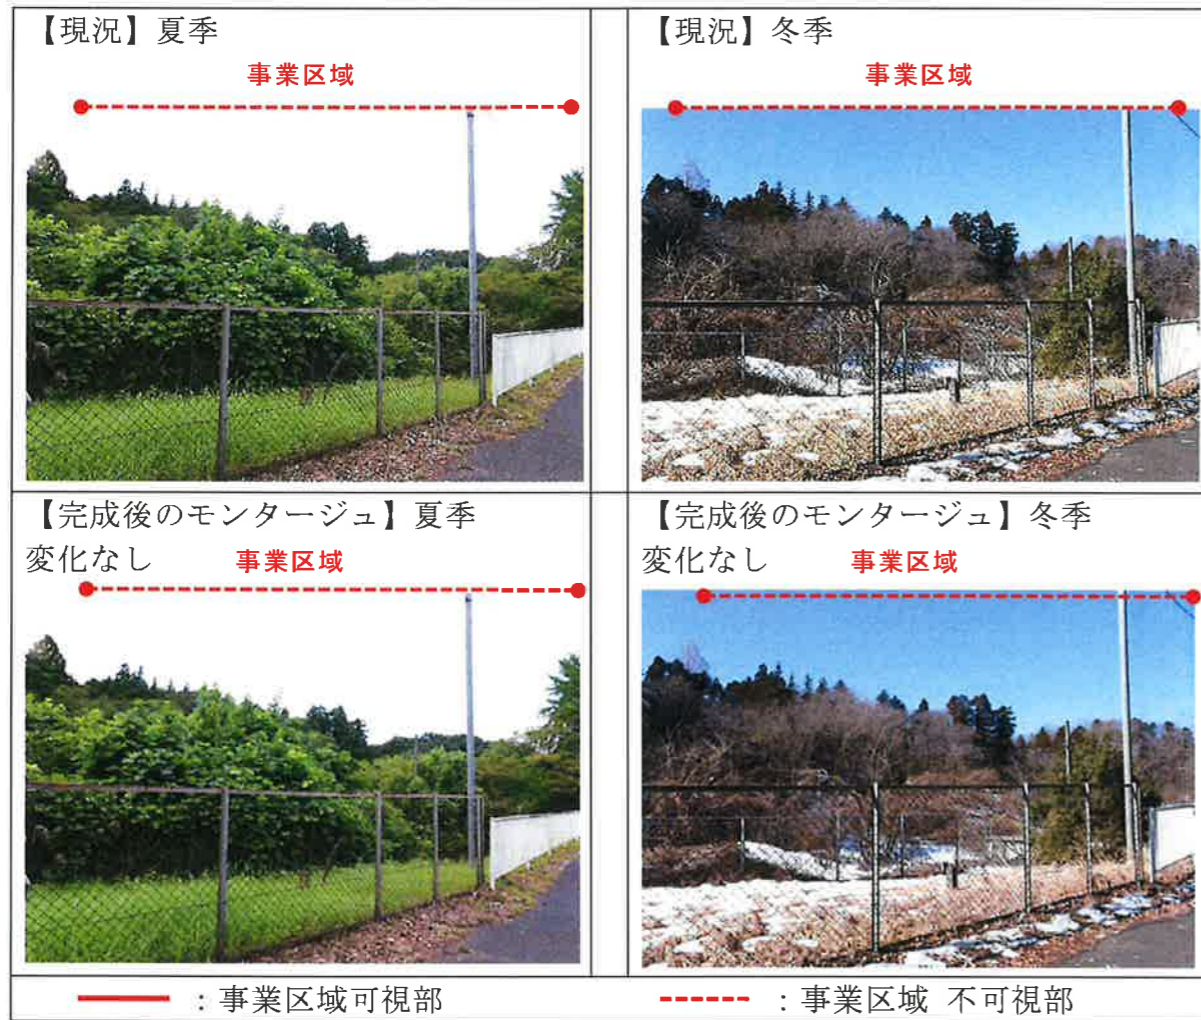 【現況】夏季
事業区域
【現況】冬季
事業区域
【完成後のモンタージュ】夏季
変化なし 事業区域
【完成後のモンタージュ】冬季
変化なし 事業区域
：事業区域可視部
：事業区域 不可視部